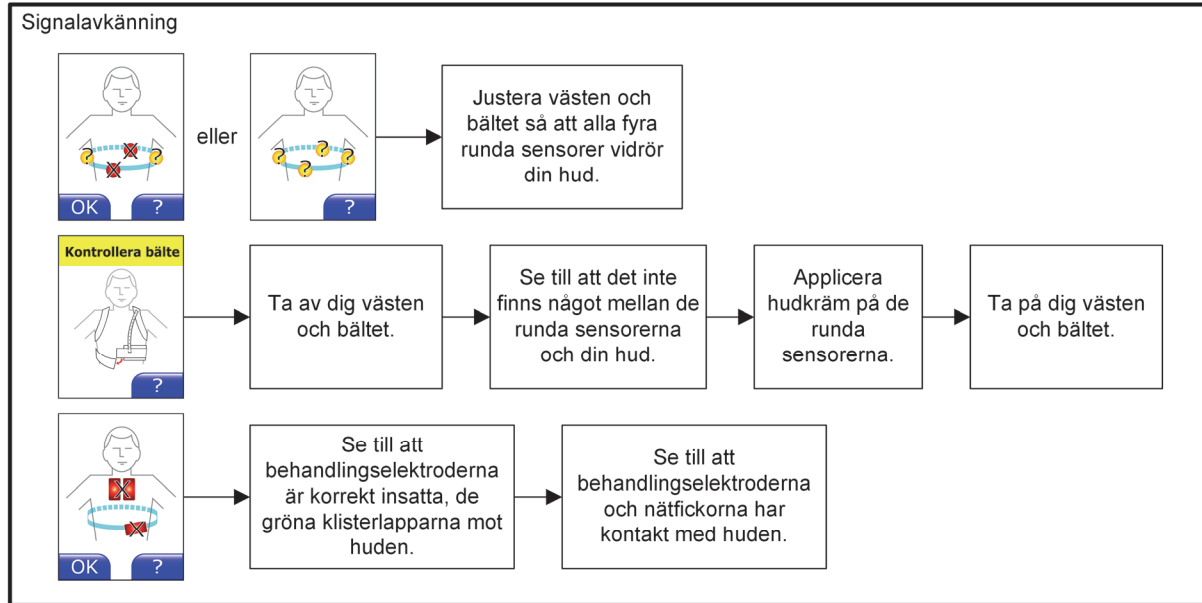 Signalavkänning
? X X ?
OK ?
eller
? ? ? ?
?
Justera västen och
bältet så att alla fyra
runda sensorer vidrör
din hud.
Kontrollera bälte
?
Ta av dig västen
och bältet.
Se till att det inte
finns något mellan de
runda sensorerna
och din hud.
Applicera
hudkräm på de
runda
sensorerna.
Ta på dig västen
och bältet.
X
X
OK ?
Se till att
behandlingselektroderna
är korrekt insatta, de
gröna klisterlapparna mot
huden.
Se till att
behandlingselektroderna
och nätfickorna har
kontakt med huden.